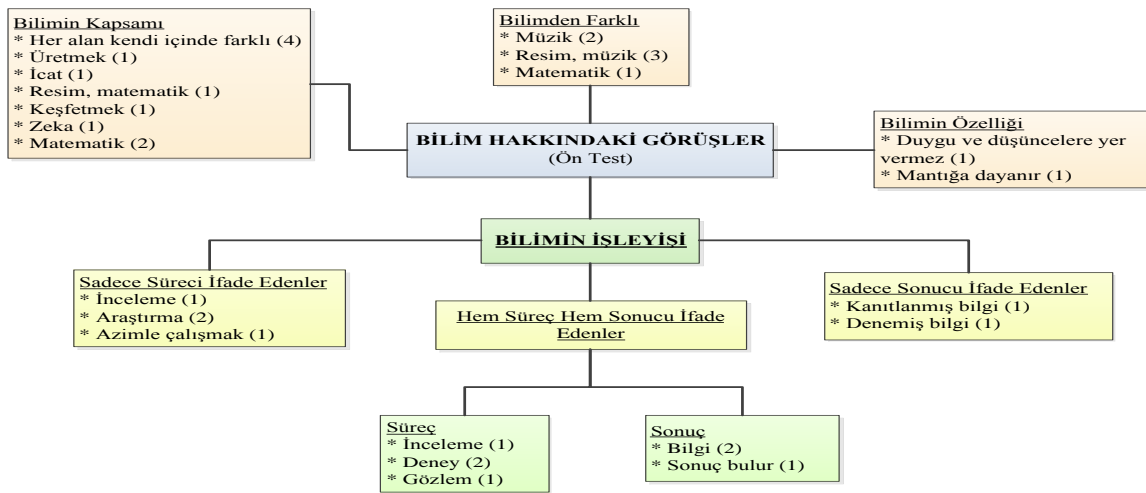 Bilimin Kapsamı
* Her alan kendi içinde farklı (4)
* Üretmek (1)
* İcat (1)
* Resim, matematik (1)
* Keşfetmek (1)
* Zeka (1)
* Matematik (2)
Bilimden Farklı
* Müzik (2)
* Resim, müzik (3)
* Matematik (1)
BİLİM HAKKINDAKİ GÖRÜŞLER
(Ön Test)
Bilimin Özelliği
* Duygu ve düşüncelere yer
vermez (1)
* Mantığa dayanır (1)
BİLİMİN İŞLEYİŞİ
Sadece Süreci İfade Edenler
* İnceleme (1)
* Araştırma (2)
* Azimle çalışmak (1)
Hem Süreç Hem Sonucu İfade
Edenler
Sadece Sonucu İfade Edenler
* Kanıtlanmış bilgi (1)
* Denemiş bilgi (1)
Süreç
* İnceleme (1)
* Deney (2)
* Gözlem (1)
Sonuç
* Bilgi (2)
* Sonuç bulur (1)